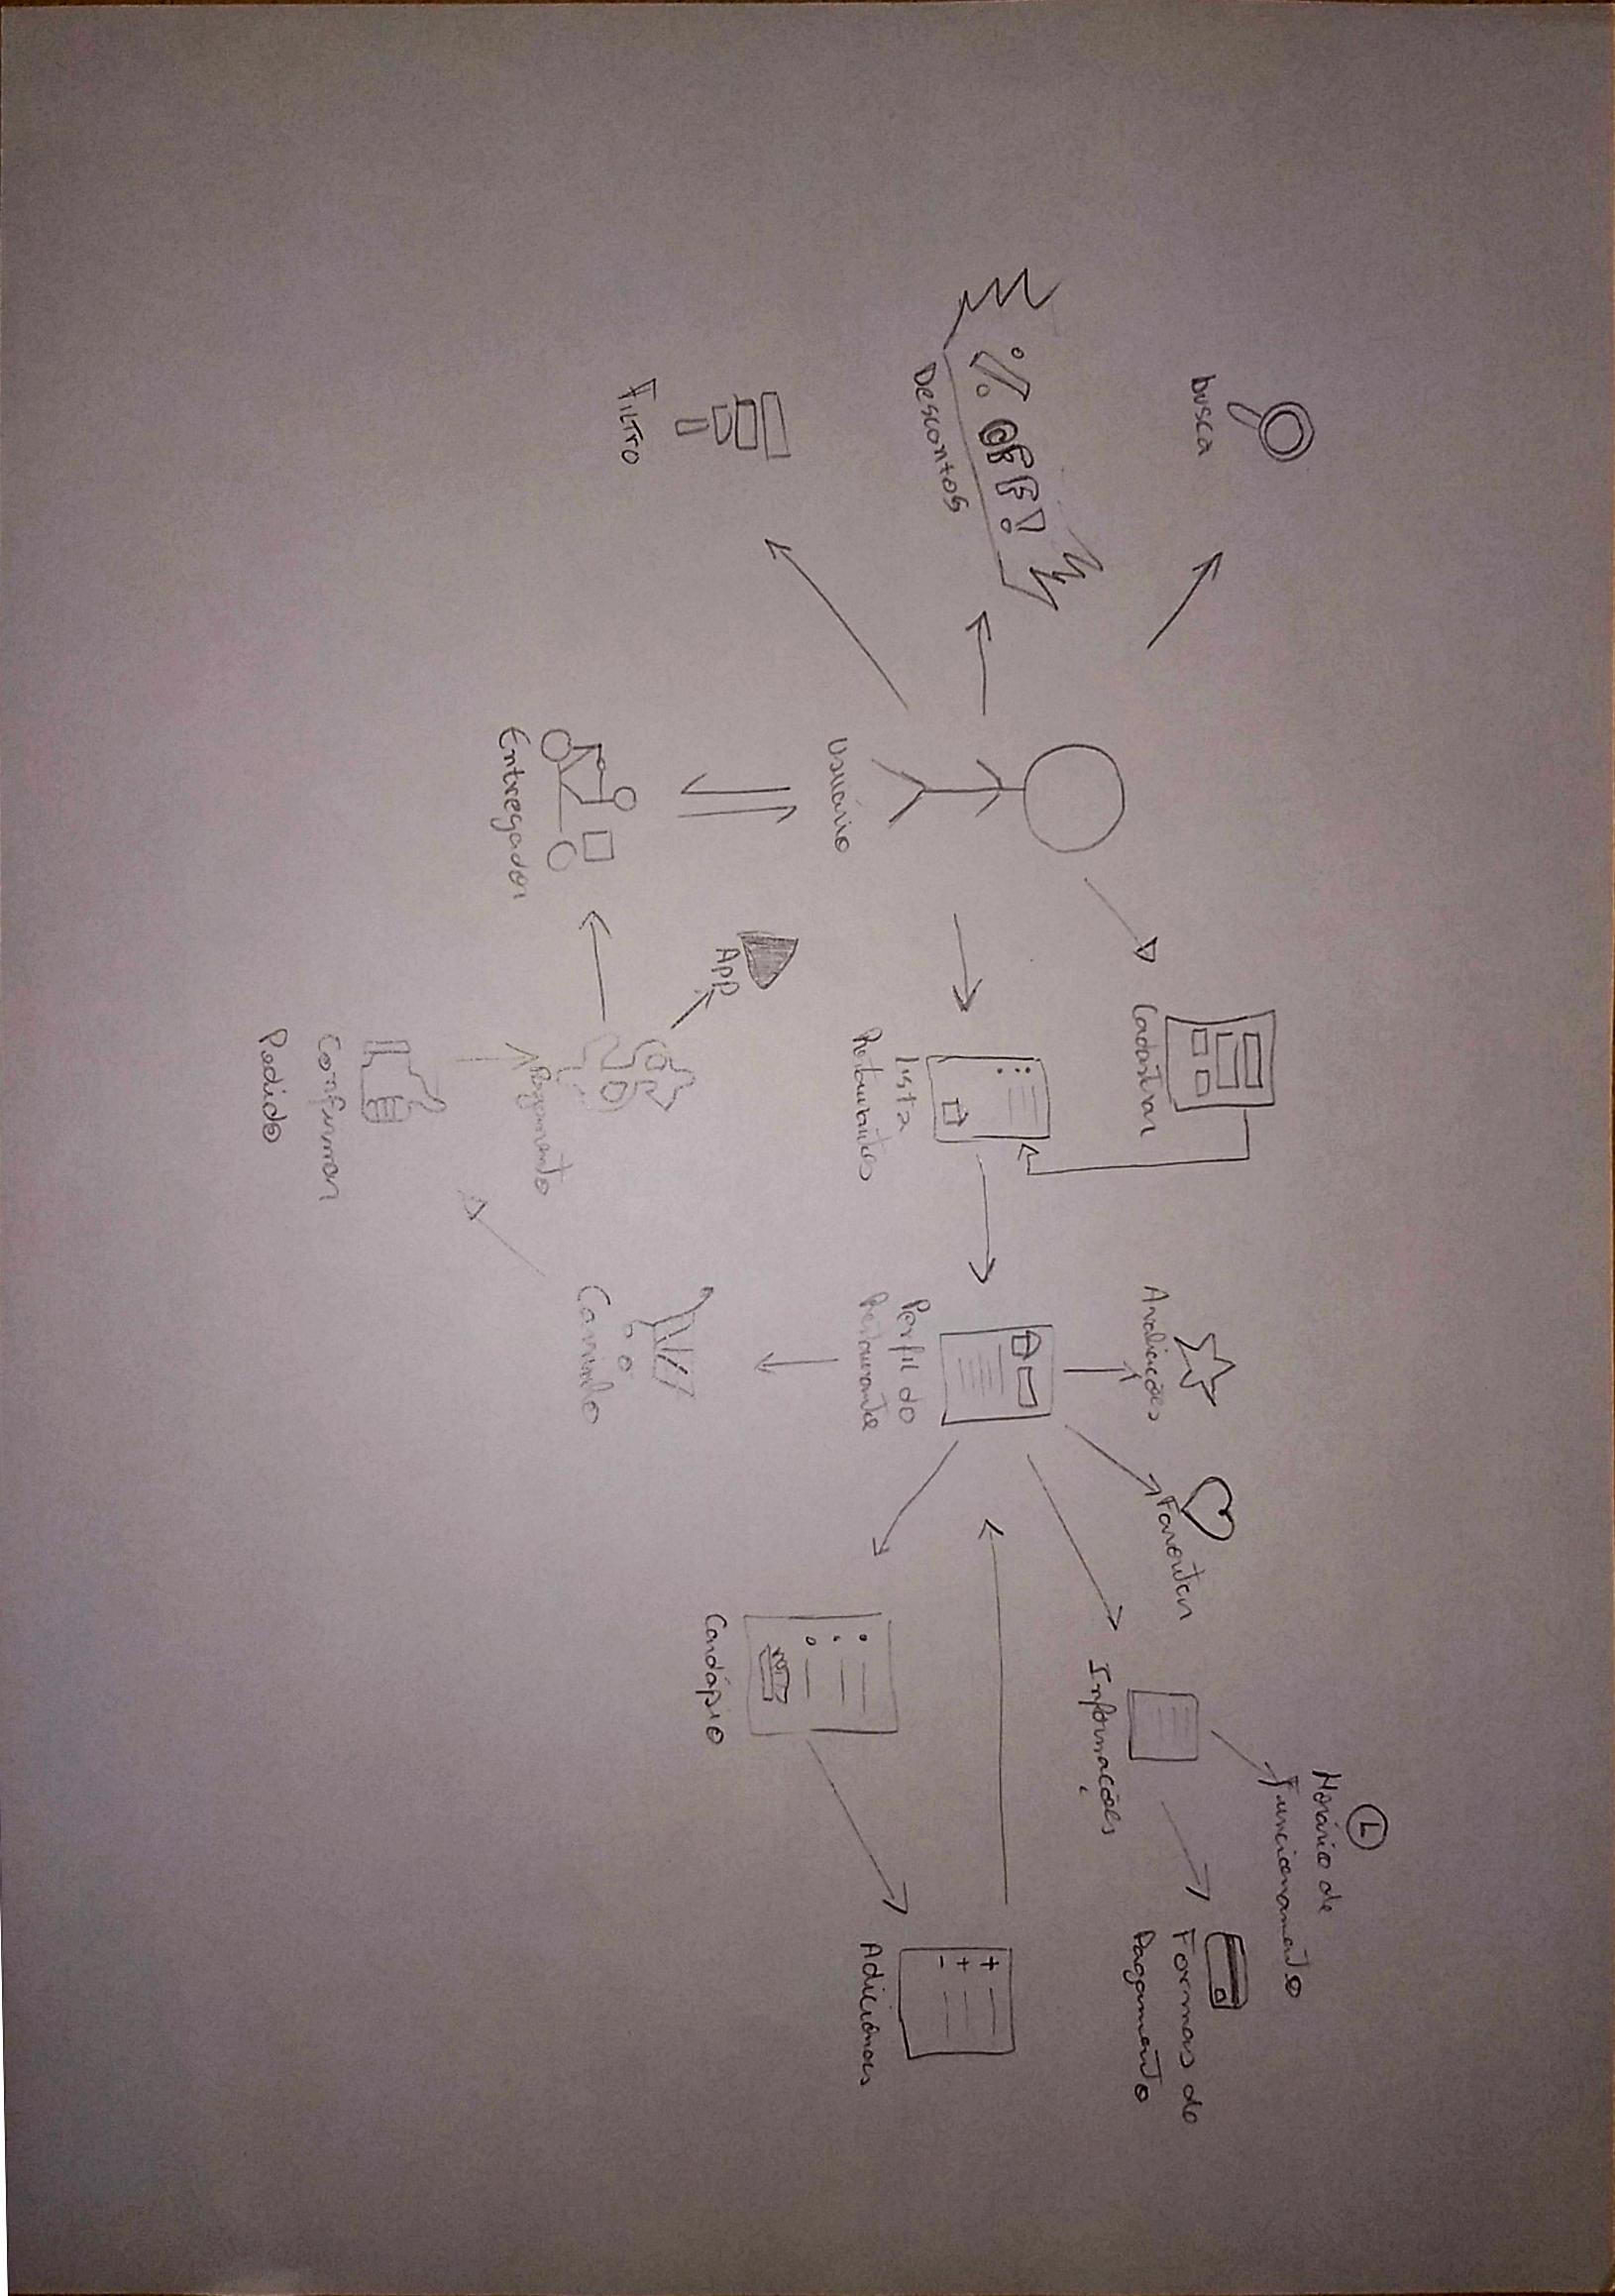 L
Horário de
Funcionamento
busca
Cadastrar
Avaliações
Favoritar
Formas de
Pagamento
Informações
% OFF!
Descontos
Lista
Restaurantes
Perfil do
Restaurante
Adicionais
Usuário
Cardápio
App
FILTRO
Carrinho
Pagamento
Entregador
Confirmar
Pedido